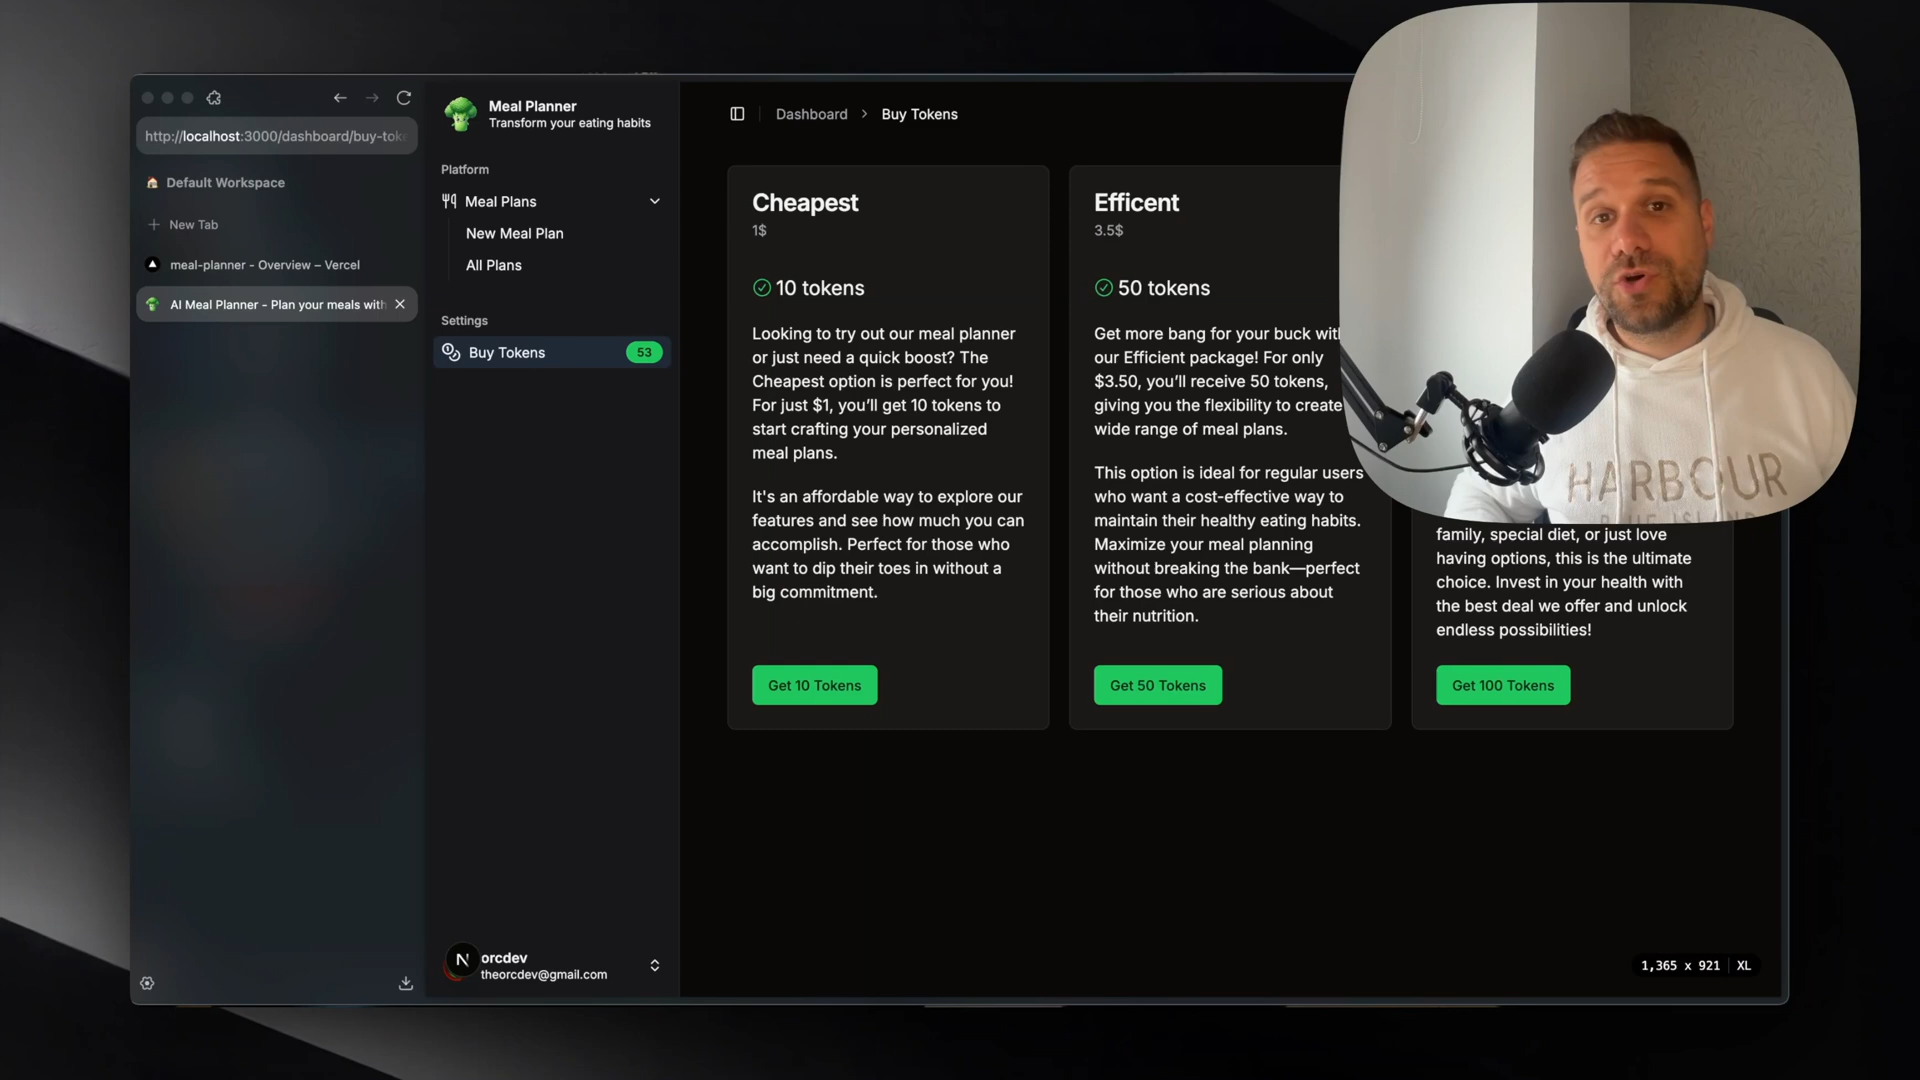 http://localhost:3000/dashboard/buy-toke
Default Workspace
New Tab
meal-planner - Overview – Vercel
AI Meal Planner - Plan your meals with
Meal Planner
Transform your eating habits
Platform
Meal Plans
New Meal Plan
All Plans
Settings
Buy Tokens 53
N
orcdev
theorcdev@gmail.com
Dashboard > Buy Tokens
Cheapest
1$
10 tokens
Looking to try out our meal planner
or just need a quick boost? The
Cheapest option is perfect for you!
For just $1, you'll get 10 tokens to
start crafting your personalized
meal plans.
It's an affordable way to explore our
features and see how much you can
accomplish. Perfect for those who
want to dip their toes in without a
big commitment.
Get 10 Tokens
Efficent
3.5$
50 tokens
Get more bang for your buck with
our Efficient package! For only
$3.50, you'll receive 50 tokens,
giving you the flexibility to create
wide range of meal plans.
This option is ideal for regular users
who want a cost-effective way to
maintain their healthy eating habits.
Maximize your meal planning
without breaking the bank—perfect
for those who are serious about
their nutrition.
Get 50 Tokens
family, special diet, or just love
having options, this is the ultimate
choice. Invest in your health with
the best deal we offer and unlock
endless possibilities!
Get 100 Tokens
HARBOUR
1,365 x 921 XL